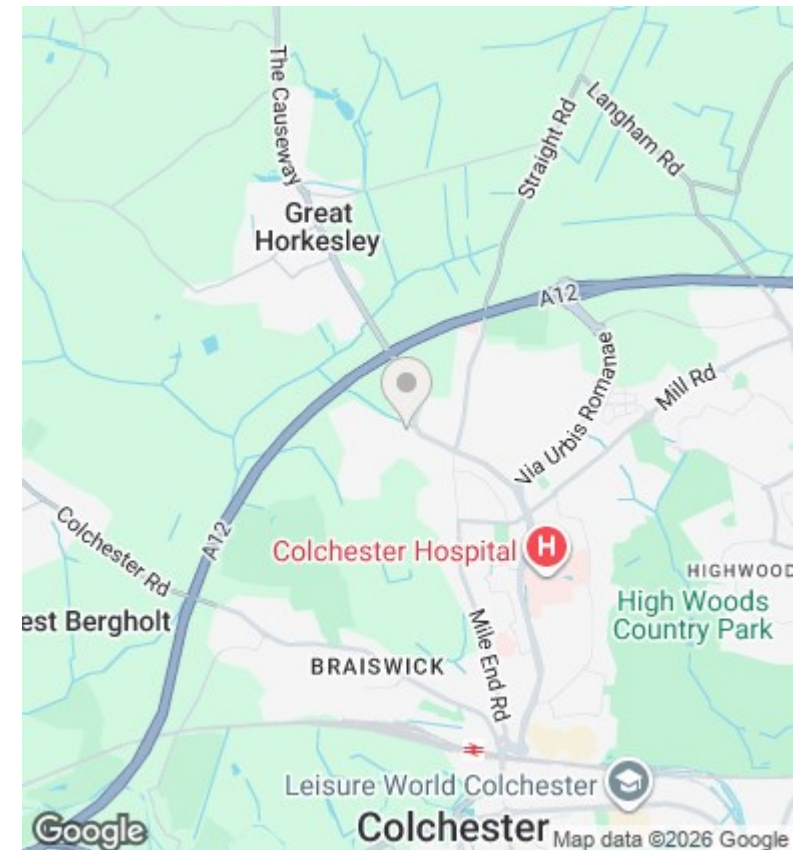 The Causeway
Straight Rd
Langham Rd
Great
Horkesley
A12
Via Urbis Romanae
Mill Rd
Colchester Rd
A12
Colchester Hospital
H
HIGHWOOD
High Woods
Country Park
est Bergholt
Mile End Rd
BRAISWICK
Leisure World Colchester
Colchester
Google
Map data ©2026 Google